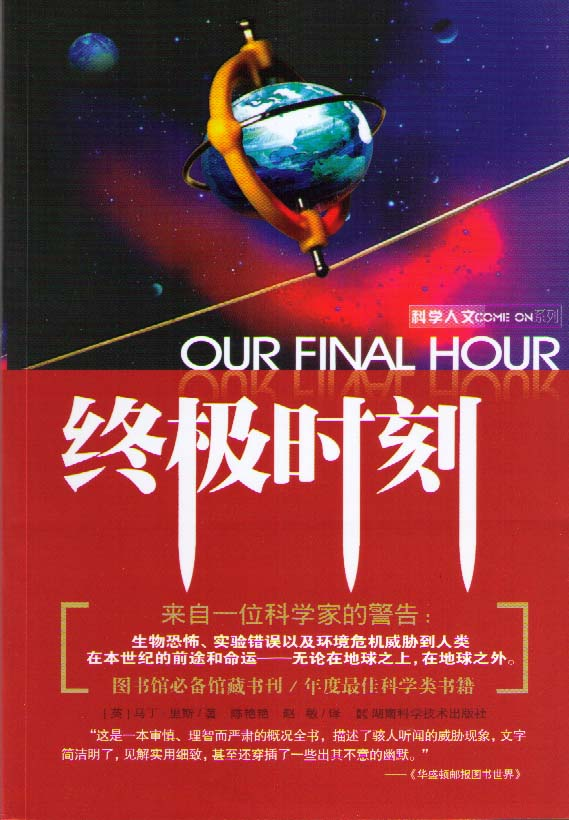 科学人文COME ON系列
OUR FINAL HOUR
终极时刻
来自一位科学家的警告：
生物恐怖、实验错误以及环境危机威胁到人类
在本世纪的前途和命运——无论在地球之上，在地球之外。
图书馆必备馆藏书刊 / 年度最佳科学类书籍
［英］马丁·里斯/著 陈艳艳 赵 敏/译 湖南科学技术出版社
“这是一本审慎、理智而严肃的概况全书，描述了骇人听闻的威胁现象，文字
简洁明了，见解实用细致，甚至还穿插了一些出其不意的幽默。”
——《华盛顿邮报图书世界》